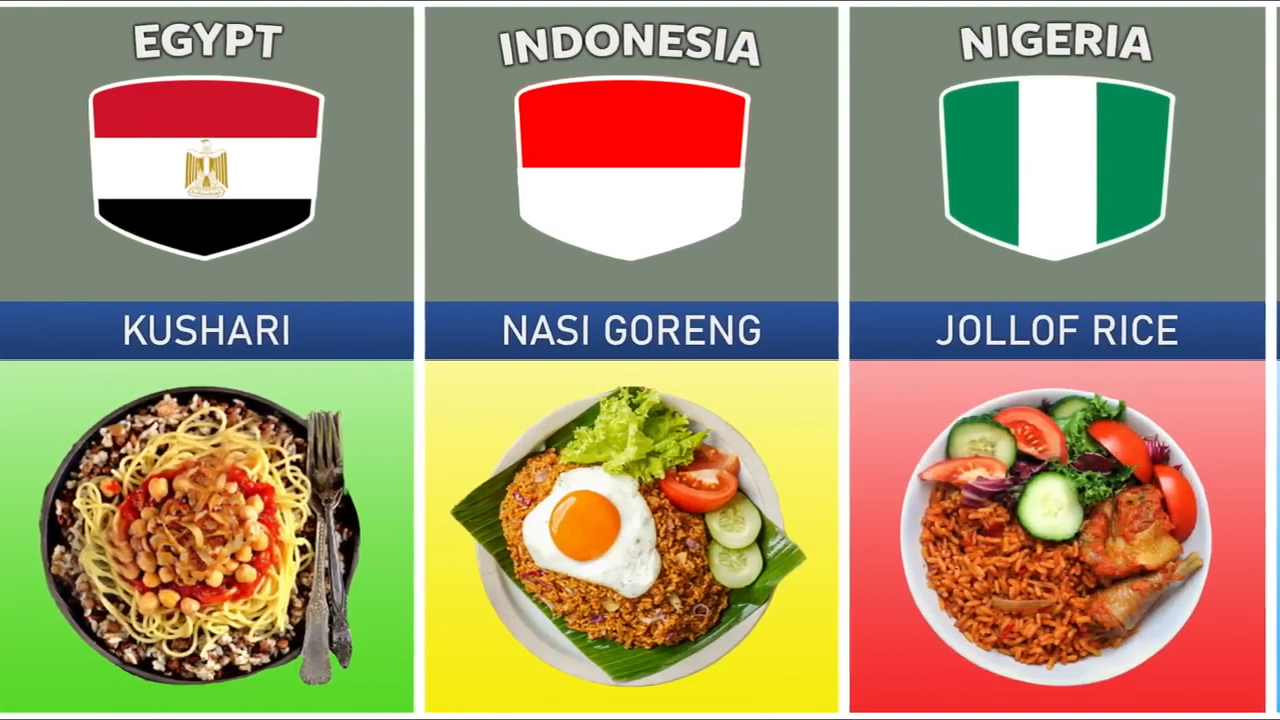 EGYPT
INDONESIA
NIGERIA
KUSHARI
NASI GORENG
JOLLOF RICE